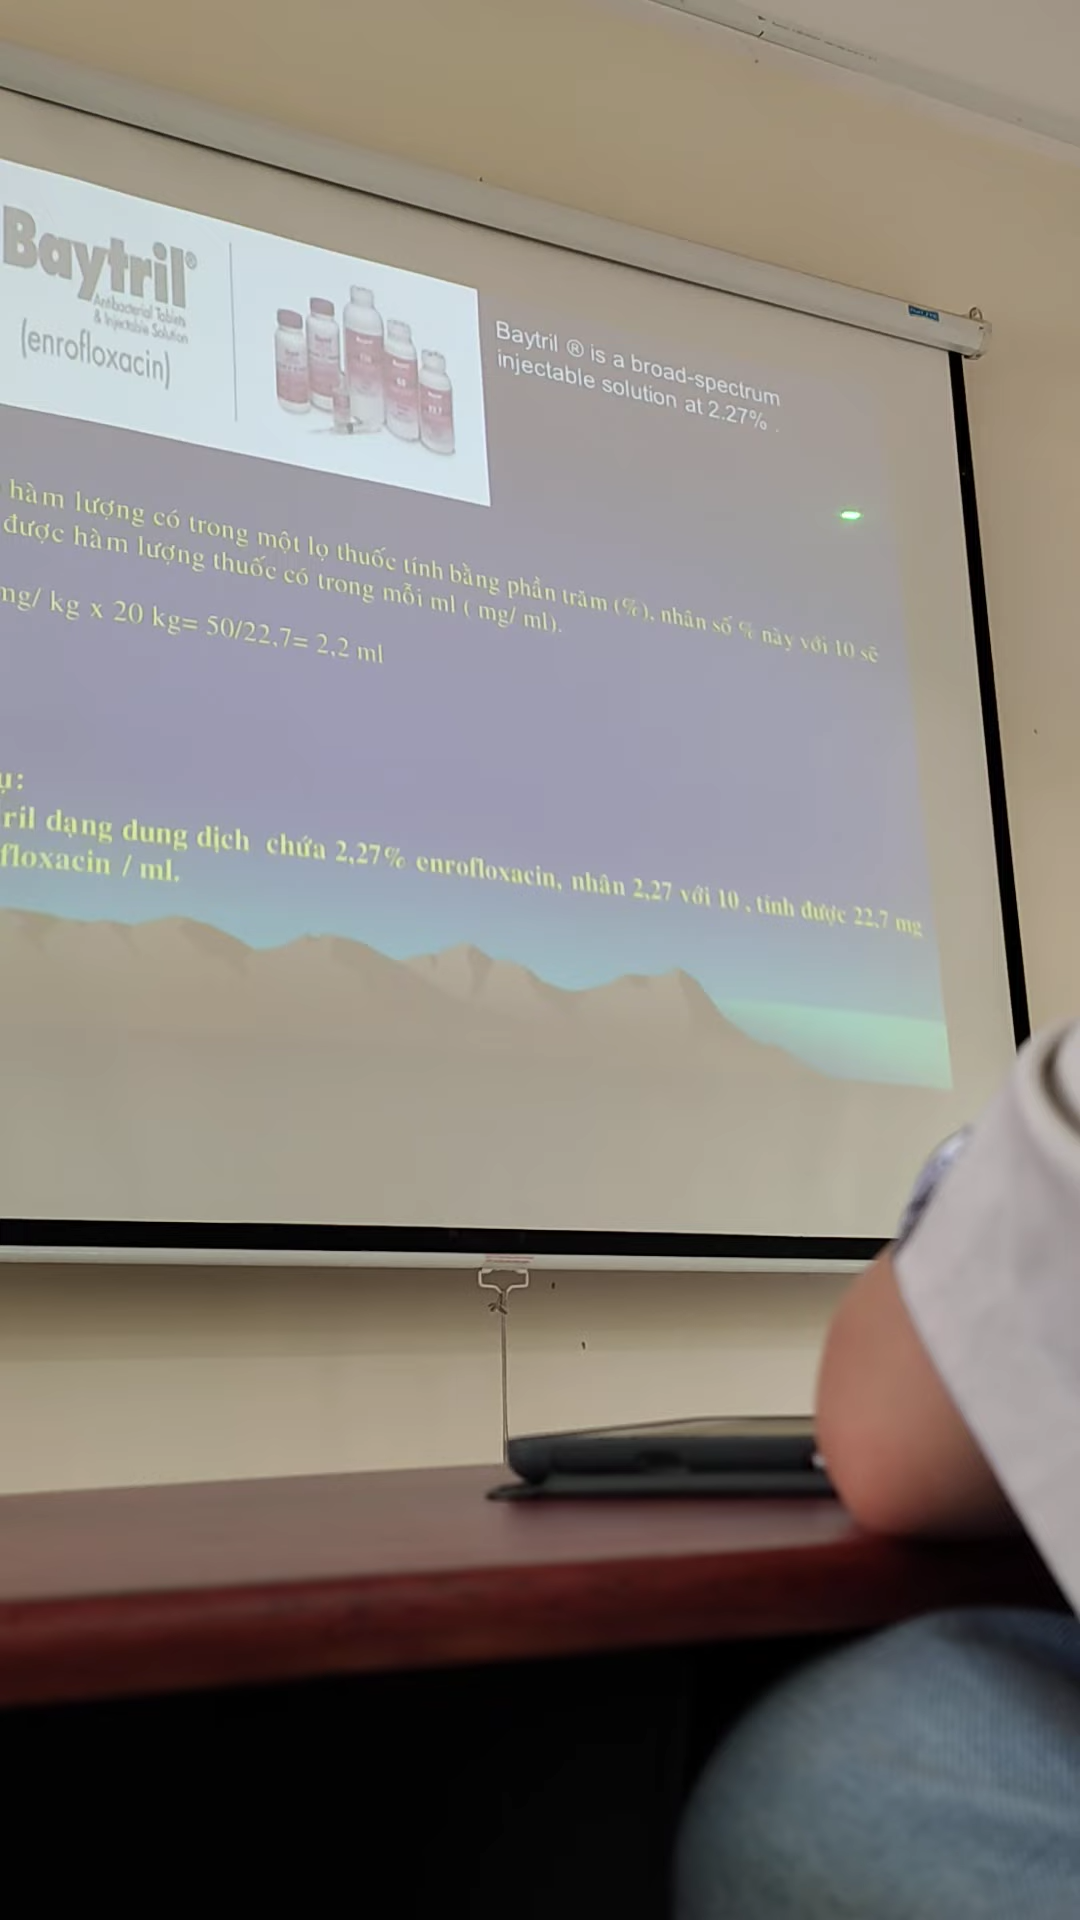 Baytril®
Antibacterial Tablets
& Injectable Solution
(enrofloxacin)
Baytril ® is a broad-spectrum
injectable solution at 2.27% .
hàm lượng có trong một lọ thuốc tính bằng phần trăm (%), nhân số % này với 10 sẽ
được hàm lượng thuốc có trong mỗi ml ( mg/ ml).
mg/ kg x 20 kg= 50/22,7= 2,2 ml
ụ:
ril dạng dung dịch chứa 2,27% enrofloxacin, nhân 2,27 với 10 , tính được 22,7 mg
floxacin / ml.